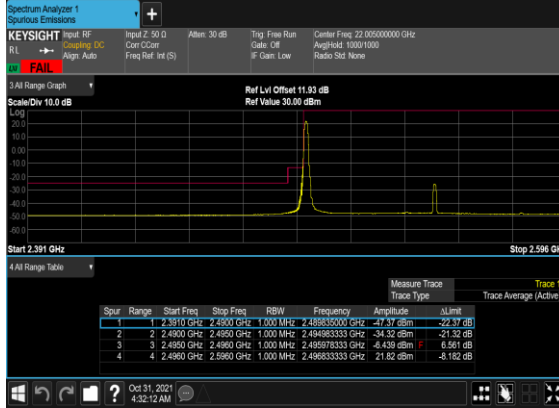 Spectrum Analyzer 1
Spurious Emissions
+
KEYSIGHT Input: RF Input Z: 50 Ω Atten: 30 dB Trig: Free Run Center Freq: 22.005000000 GHz
RL Coupling: DC Corr CCorr Gate: Off Avg|Hold: 1000/1000
Align: Auto Freq Ref: Int (S) IF Gain: Low Radio Std: None
FAIL
3 All Range Graph
Ref Lvl Offset 11.93 dB
Scale/Div 10.0 dB Ref Value 30.00 dBm
Log
20.0
10.0
0.00
-10.0
-20.0
-30.0
-40.0
-50.0
-60.0
Start 2.391 GHz Stop 2.596 GH
4 All Range Table
Measure Trace Trace 1
Trace Type Trace Average (Active
Spur Range Start Freq Stop Freq RBW Frequency Amplitude ΔLimit
1 1 2.3910 GHz 2.4900 GHz 1.000 MHz 2.489835000 GHz -47.37 dBm -22.37 dB
2 2 2.4900 GHz 2.4950 GHz 1.000 MHz 2.494983333 GHz -34.32 dBm -21.32 dB
3 3 2.4950 GHz 2.4960 GHz 1.000 MHz 2.495978333 GHz -6.439 dBm F 6.561 dB
4 4 2.4960 GHz 2.5960 GHz 1.000 MHz 2.496833333 GHz 21.82 dBm -8.182 dB
? Oct 31, 2021
4:32:12 AM